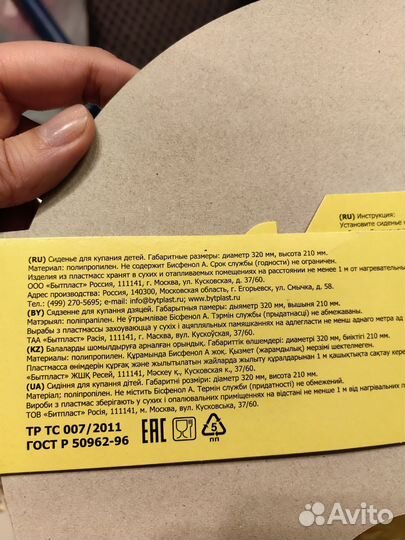 (RU) Инструкция:
Установите сиденье
(RU) Сиденье для купания детей. Габаритные размеры: диаметр 320 мм, высота 210 мм.
Материал: полипропилен. Не содержит Бисфенол А. Срок службы (годности) не ограничен.
Изделия из пластмасс хранят в сухих и отапливаемых помещениях на расстоянии не менее 1 м от нагревательных
ООО «Бытпласт» Россия, 111141, г. Москва, ул. Кусковская, д. 37/60.
Адрес производства: Россия, 140300, Московская область, г. Егорьевск, ул. Смычка, д. 58.
Тел.: (499) 270-5695; e-mail: info@bytplast.ru, www.bytplast.ru
(BY) Сядзенне для купання дзяцей. Габарытныя памеры: дыяметр 320 мм, вышыня 210 мм.
Матэрыял: поліпрапілен. Не ўтрымлівае Бісфенол А. Тэрмін службы (прыдатнасці) не абмежаваны.
Вырабы з пластмасы захоўваюцца у сухіх і ацяпляльных памяшканнях на адлегласці не менш аднаго метра ад
ТАА «Бытпласт» Расія, 111141, г. Масква, вул. Кускоўская, 37/60.
(KZ) Балаларды шомылдыруға арналған орындық. Габариттік өлшемдері: диаметр 320 мм, биіктігі 210 мм.
Материалы: полипропилен. Құрамында Бисфенол А жоқ. Қызмет (жарамдылық) мерзімі шектелмеген.
Пластмасса өнімдерін құрғақ және жылытылатын жайларда жылыту құралдарынан 1 м қашықтықта сақтау
«Бытпласт» ЖШҚ Ресей, 111141, Мәскеу қ., Кусковская к., 37/60.
(UA) Сидіння для купання дітей. Габаритні розміри: діаметр 320 мм, висота 210 мм.
Матеріал: поліпропілен. Не містить Бісфенол А. Термін служби (придатності) не обмежений.
Вироби з пластмас зберігають у сухих і опалювальних приміщеннях на відстані не менше 1 м від нагрівальних
ТОВ «Бытпласт» Росія, 111141, м. Москва, вул. Кусковська, 37/60.
ТР ТС 007/2011
ГОСТ Р 50962-96
EAC
5
ПП
Avito